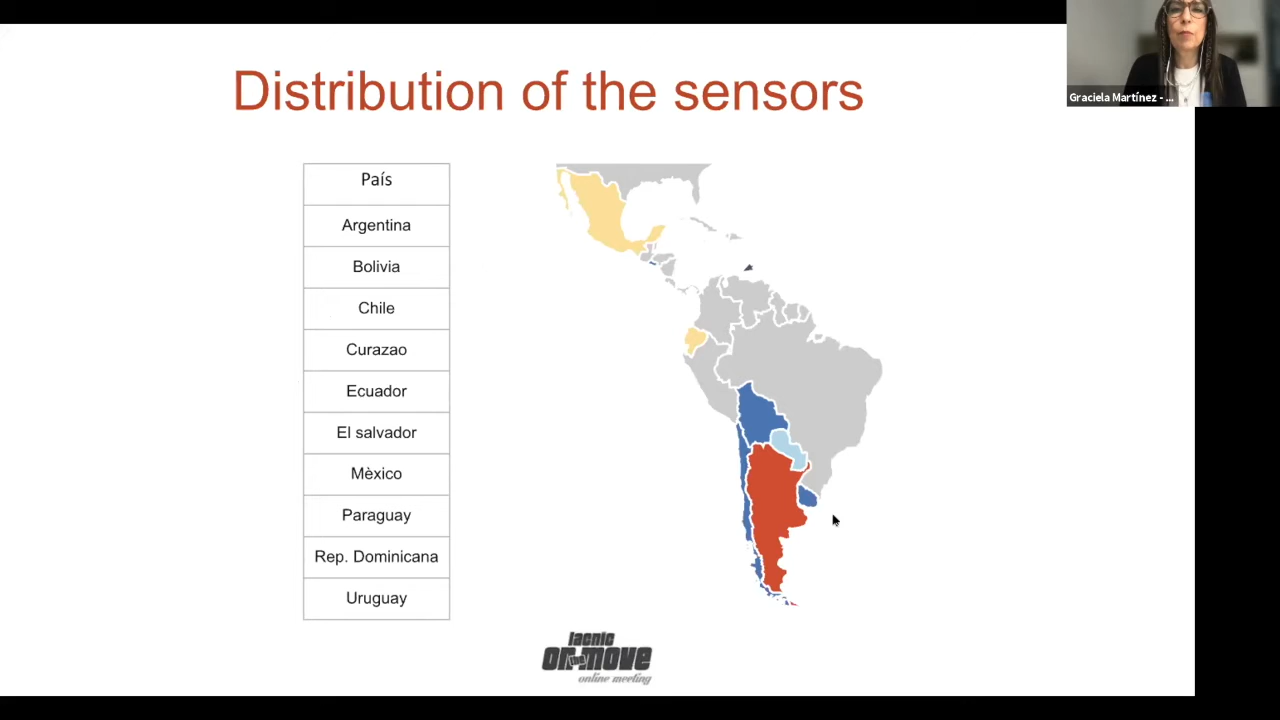 Distribution of the sensors
Graciela Martínez - ...
País
Argentina
Bolivia
Chile
Curazao
Ecuador
El salvador
Mèxico
Paraguay
Rep. Dominicana
Uruguay
lacnic
on the move
online meeting